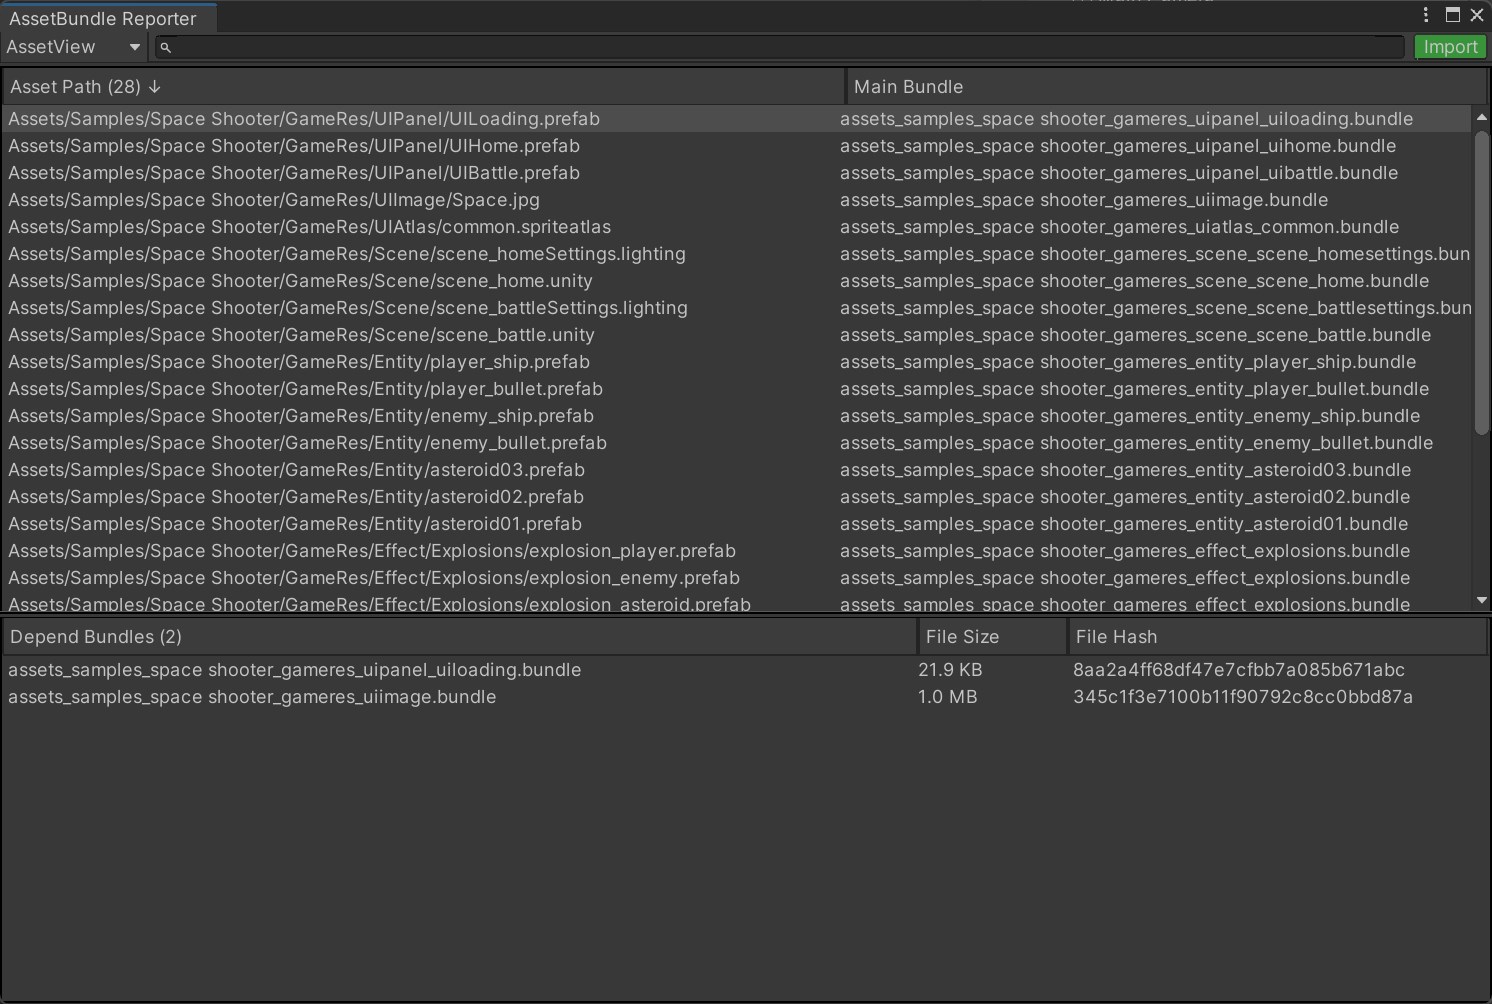 AssetBundle Reporter
AssetView
Import
Asset Path (28) ↓ Main Bundle
Assets/Samples/Space Shooter/GameRes/UIPanel/UILoading.prefab assets_samples_space shooter_gameres_uipanel_uiloading.bundle
Assets/Samples/Space Shooter/GameRes/UIPanel/UIHome.prefab assets_samples_space shooter_gameres_uipanel_uihome.bundle
Assets/Samples/Space Shooter/GameRes/UIPanel/UIBattle.prefab assets_samples_space shooter_gameres_uipanel_uibattle.bundle
Assets/Samples/Space Shooter/GameRes/UIImage/Space.jpg assets_samples_space shooter_gameres_uiimage.bundle
Assets/Samples/Space Shooter/GameRes/UIAtlas/common.spriteatlas assets_samples_space shooter_gameres_uiatlas_common.bundle
Assets/Samples/Space Shooter/GameRes/Scene/scene_homeSettings.lighting assets_samples_space shooter_gameres_scene_scene_homesettings.bun
Assets/Samples/Space Shooter/GameRes/Scene/scene_home.unity assets_samples_space shooter_gameres_scene_scene_home.bundle
Assets/Samples/Space Shooter/GameRes/Scene/scene_battleSettings.lighting assets_samples_space shooter_gameres_scene_scene_battlesettings.bun
Assets/Samples/Space Shooter/GameRes/Scene/scene_battle.unity assets_samples_space shooter_gameres_scene_scene_battle.bundle
Assets/Samples/Space Shooter/GameRes/Entity/player_ship.prefab assets_samples_space shooter_gameres_entity_player_ship.bundle
Assets/Samples/Space Shooter/GameRes/Entity/player_bullet.prefab assets_samples_space shooter_gameres_entity_player_bullet.bundle
Assets/Samples/Space Shooter/GameRes/Entity/enemy_ship.prefab assets_samples_space shooter_gameres_entity_enemy_ship.bundle
Assets/Samples/Space Shooter/GameRes/Entity/enemy_bullet.prefab assets_samples_space shooter_gameres_entity_enemy_bullet.bundle
Assets/Samples/Space Shooter/GameRes/Entity/asteroid03.prefab assets_samples_space shooter_gameres_entity_asteroid03.bundle
Assets/Samples/Space Shooter/GameRes/Entity/asteroid02.prefab assets_samples_space shooter_gameres_entity_asteroid02.bundle
Assets/Samples/Space Shooter/GameRes/Entity/asteroid01.prefab assets_samples_space shooter_gameres_entity_asteroid01.bundle
Assets/Samples/Space Shooter/GameRes/Effect/Explosions/explosion_player.prefab assets_samples_space shooter_gameres_effect_explosions.bundle
Assets/Samples/Space Shooter/GameRes/Effect/Explosions/explosion_enemy.prefab assets_samples_space shooter_gameres_effect_explosions.bundle
Assets/Samples/Space Shooter/GameRes/Effect/Explosions/explosion_asteroid.prefab assets_samples_space shooter_gameres_effect_explosions.bundle
Depend Bundles (2) File Size File Hash
assets_samples_space shooter_gameres_uipanel_uiloading.bundle 21.9 KB 8aa2a4ff68df47e7cfbb7a085b671abc
assets_samples_space shooter_gameres_uiimage.bundle 1.0 MB 345c1f3e7100b11f90792c8cc0bbd87a